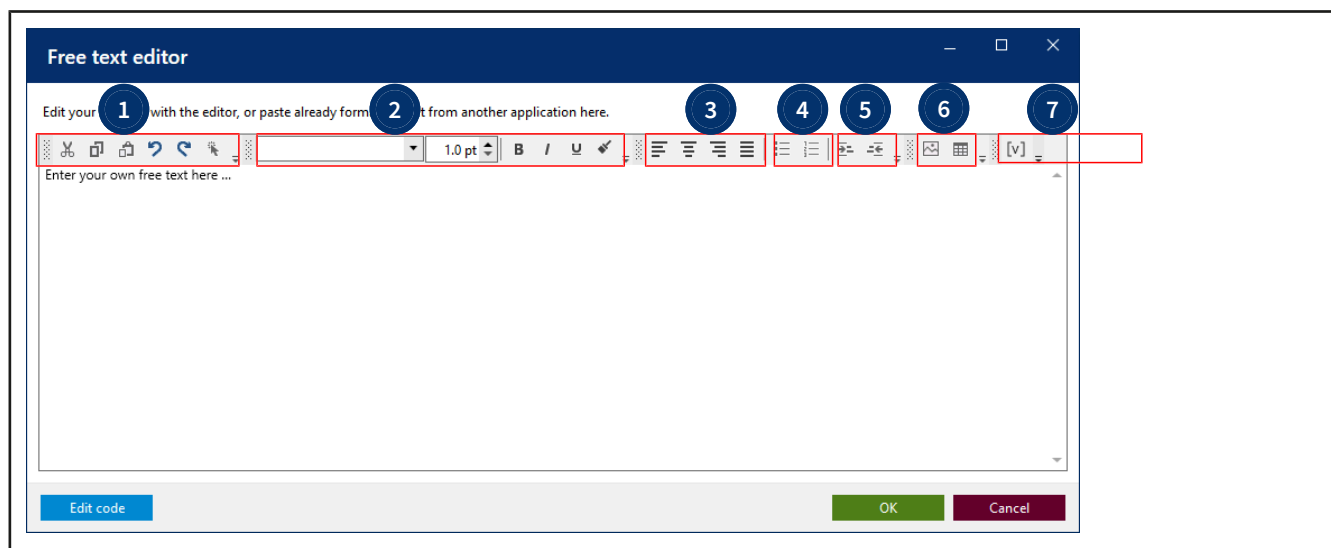 Free text editor
1 2 3 4 5 6 7
Edit your with the editor, or paste already form t from another application here.
1.0 pt B I U [v]
Enter your own free text here ...
Edit code OK Cancel